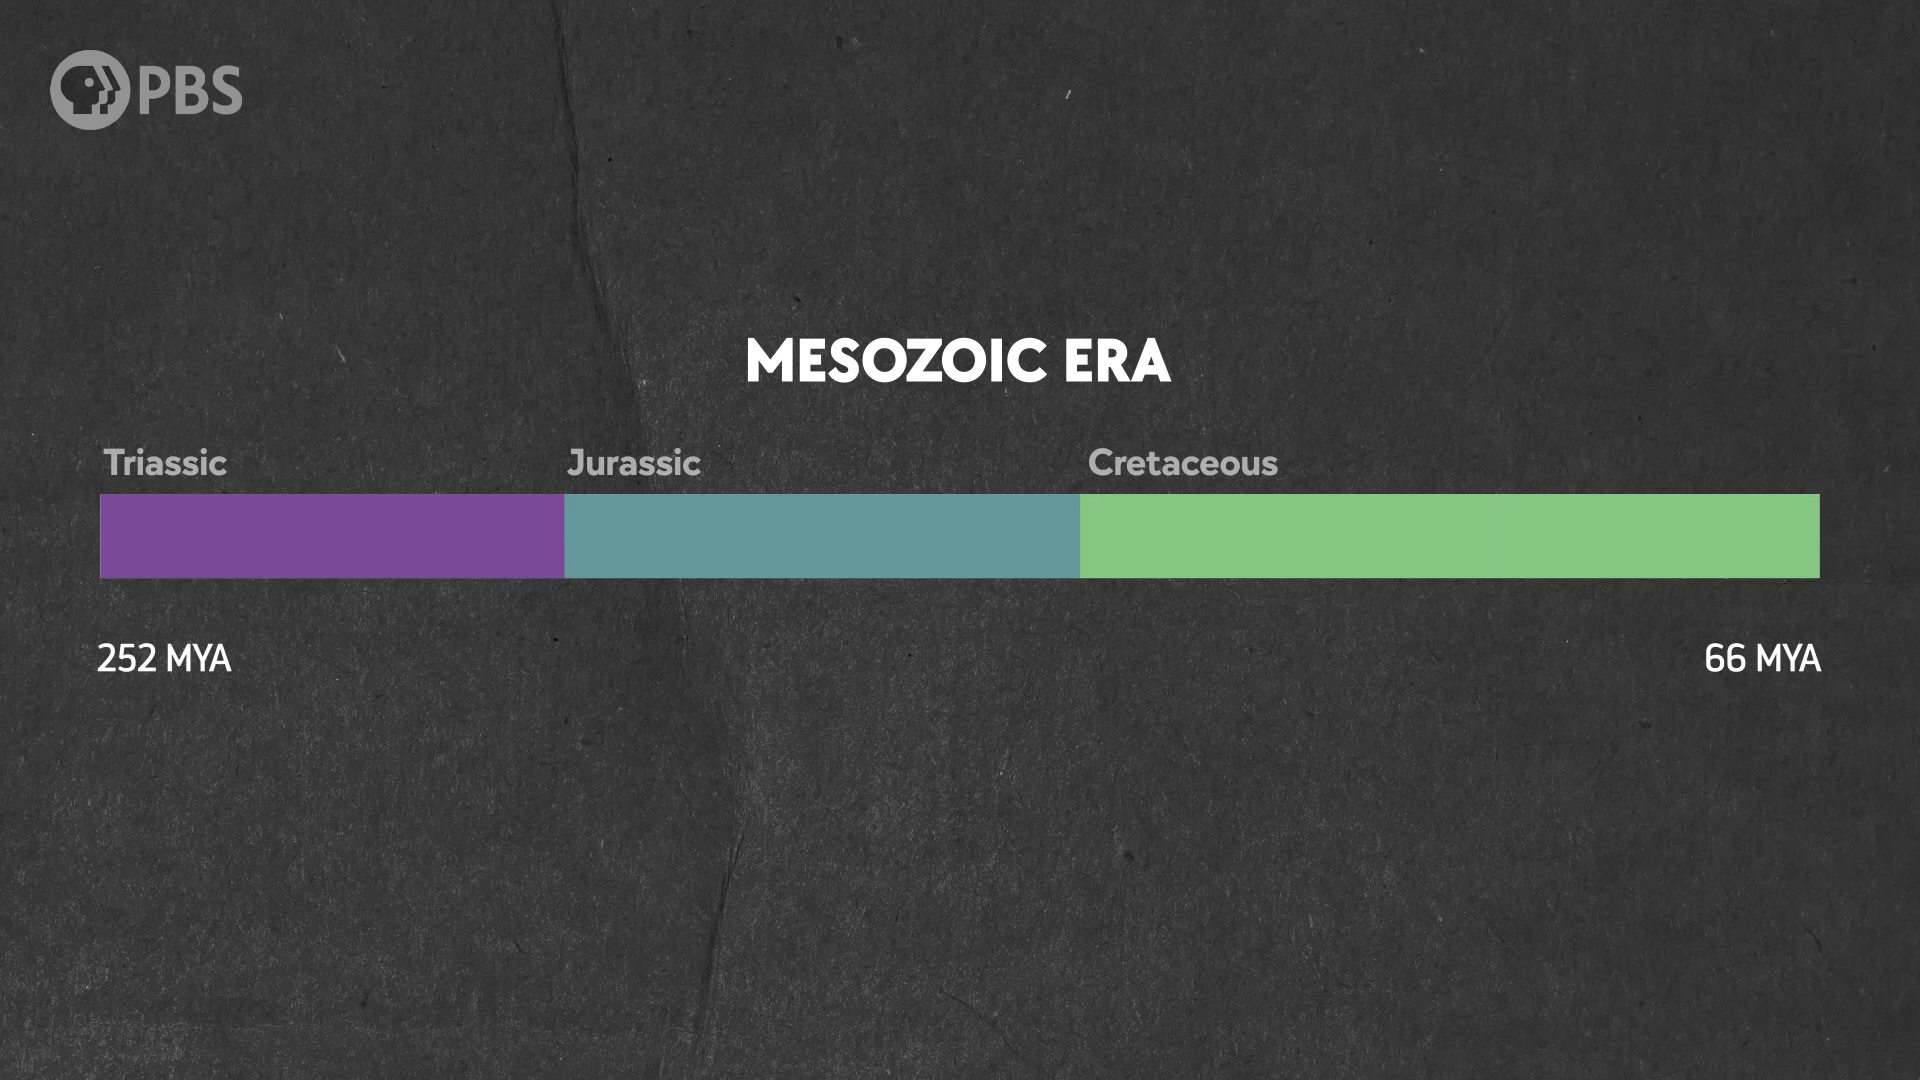 PBS
MESOZOIC ERA
Triassic Jurassic Cretaceous
252 MYA 66 MYA